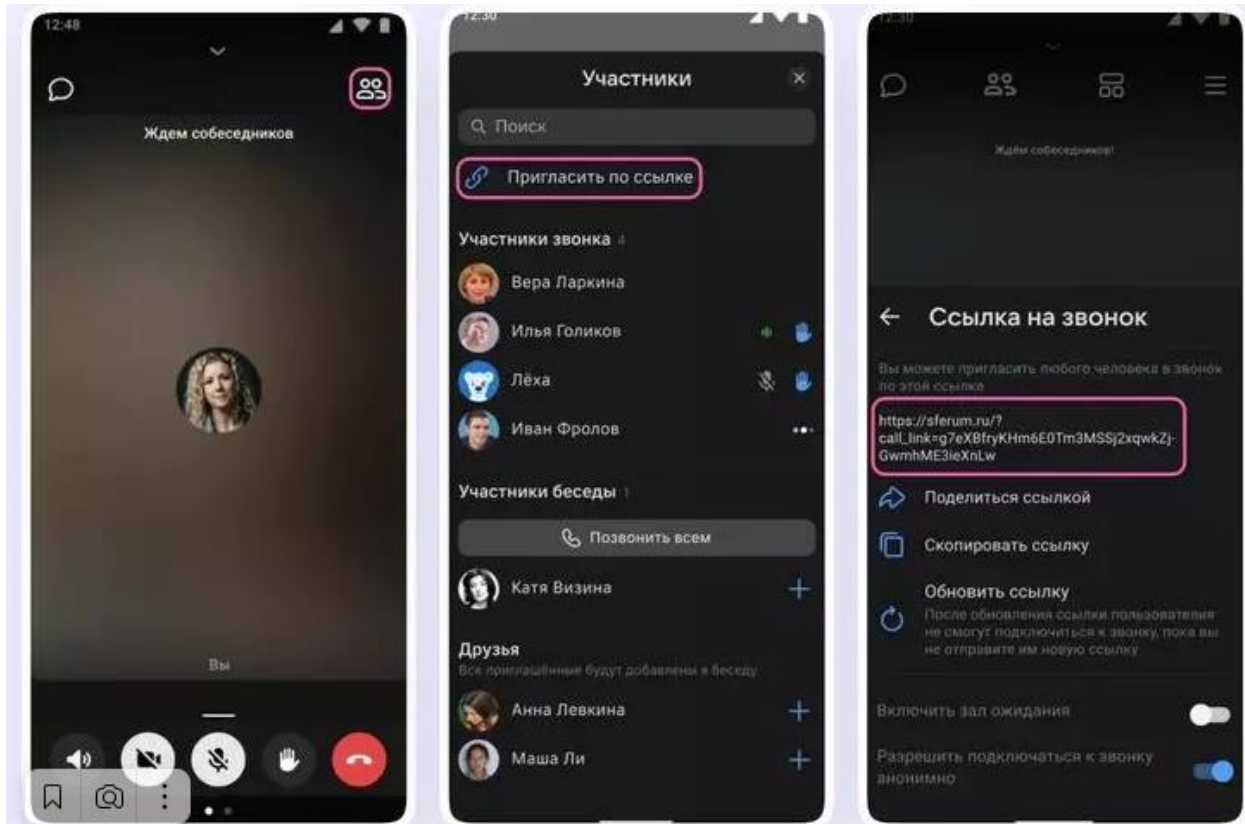 12:48
Ждем собеседников
Вы
12:30
Участники
Поиск
Пригласить по ссылке
Участники звонка 4
Вера Ларкина
Илья Голиков
Лёха
Иван Фролов
Участники беседы 1
Позвонить всем
Катя Визина
Друзья
Все приглашённые будут добавлены в беседу
Анна Левкина
Маша Ли
12:30
Ждём собеседников!
Ссылка на звонок
Вы можете пригласить любого человека в звонок
по этой ссылке
https://sferum.ru/?
call_link=g7eXBfryKHm6E0Tm3MSSj2xqwkZj-
GwmhME3ieXnLw
Поделиться ссылкой
Скопировать ссылку
Обновить ссылку
После обновления ссылки пользователи
не смогут подключиться к звонку, пока вы
не отправите им новую ссылку
Включить зал ожидания
Разрешить подключаться к звонку
анонимно